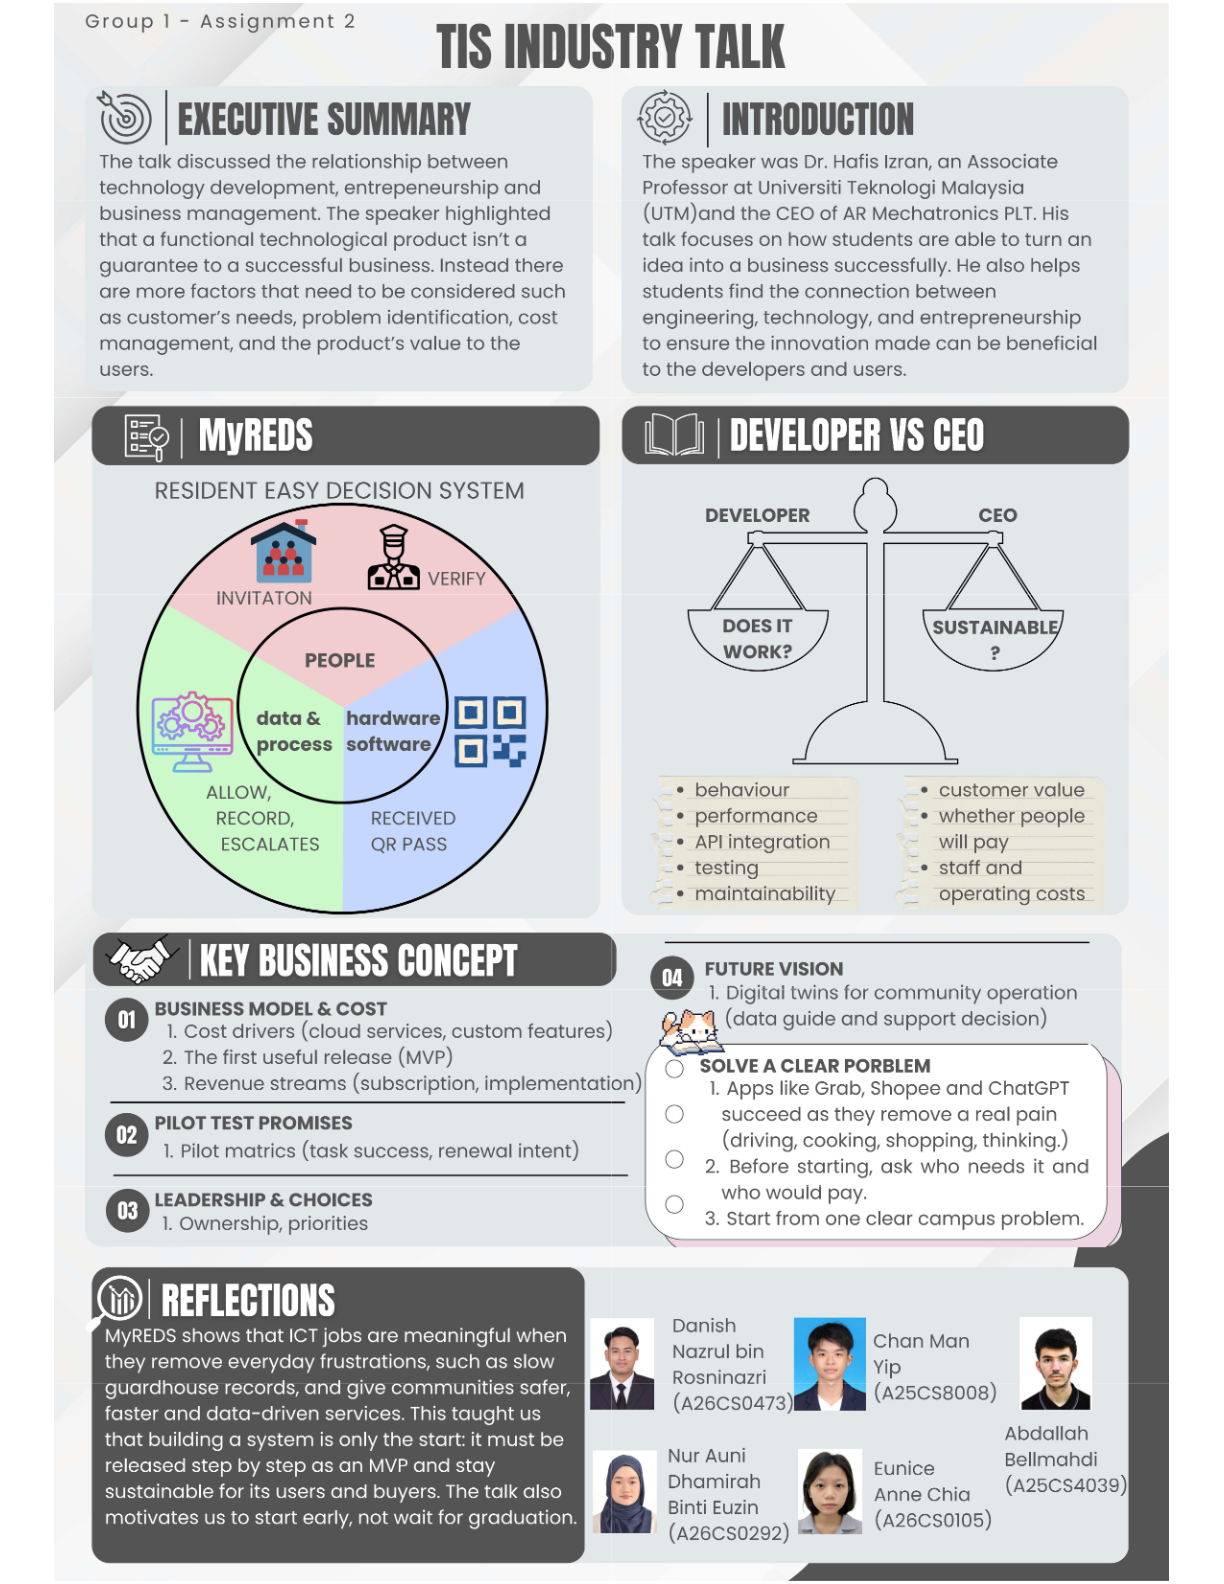 Group 1 - Assignment 2
TIS INDUSTRY TALK
EXECUTIVE SUMMARY
The talk discussed the relationship between
technology development, entrepeneurship and
business management. The speaker highlighted
that a functional technological product isn't a
guarantee to a successful business. Instead there
are more factors that need to be considered such
as customer's needs, problem identification, cost
management, and the product's value to the
users.
INTRODUCTION
The speaker was Dr. Hafis Izran, an Associate
Professor at Universiti Teknologi Malaysia
(UTM)and the CEO of AR Mechatronics PLT. His
talk focuses on how students are able to turn an
idea into a business successfully. He also helps
students find the connection between
engineering, technology, and entrepreneurship
to ensure the innovation made can be beneficial
to the developers and users.
MyREDS
RESIDENT EASY DECISION SYSTEM
INVITATON
VERIFY
PEOPLE
data &
process
hardware
software
ALLOW,
RECORD,
ESCALATES
RECEIVED
QR PASS
DEVELOPER VS CEO
DEVELOPER
CEO
DOES IT
WORK?
SUSTAINABLE
?
• behaviour
• performance
• API integration
• testing
• maintainability
• customer value
• whether people
will pay
• staff and
operating costs
KEY BUSINESS CONCEPT
01
BUSINESS MODEL & COST
1. Cost drivers (cloud services, custom features)
2. The first useful release (MVP)
3. Revenue streams (subscription, implementation)
02
PILOT TEST PROMISES
1. Pilot matrics (task success, renewal intent)
03
LEADERSHIP & CHOICES
1. Ownership, priorities
04
FUTURE VISION
1. Digital twins for community operation
(data guide and support decision)
SOLVE A CLEAR PORBLEM
1. Apps like Grab, Shopee and ChatGPT
succeed as they remove a real pain
(driving, cooking, shopping, thinking.)
2. Before starting, ask who needs it and
who would pay.
3. Start from one clear campus problem.
REFLECTIONS
MyREDS shows that ICT jobs are meaningful when
they remove everyday frustrations, such as slow
guardhouse records, and give communities safer,
faster and data-driven services. This taught us
that building a system is only the start: it must be
released step by step as an MVP and stay
sustainable for its users and buyers. The talk also
motivates us to start early, not wait for graduation.
Danish
Nazrul bin
Rosninazri
(A26CS0473)
Chan Man
Yip
(A25CS8008)
Abdallah
Bellmahdi
(A25CS4039)
Nur Auni
Dhamirah
Binti Euzin
(A26CS0292)
Eunice
Anne Chia
(A26CS0105)